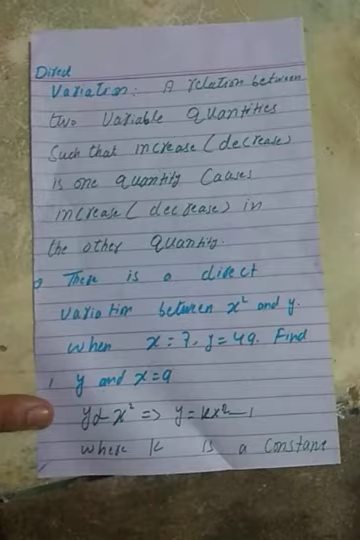 Direct
Variation: A relation between
two variable quantities
such that increase (decrease)
is one quantity causes
increase (decrease) in
the other quantity.
There is a direct
variation between x² and y.
when x = 7, y = 49. Find
y and x = 9
y ∝ x² => y = kx² — 1
where k is a constant